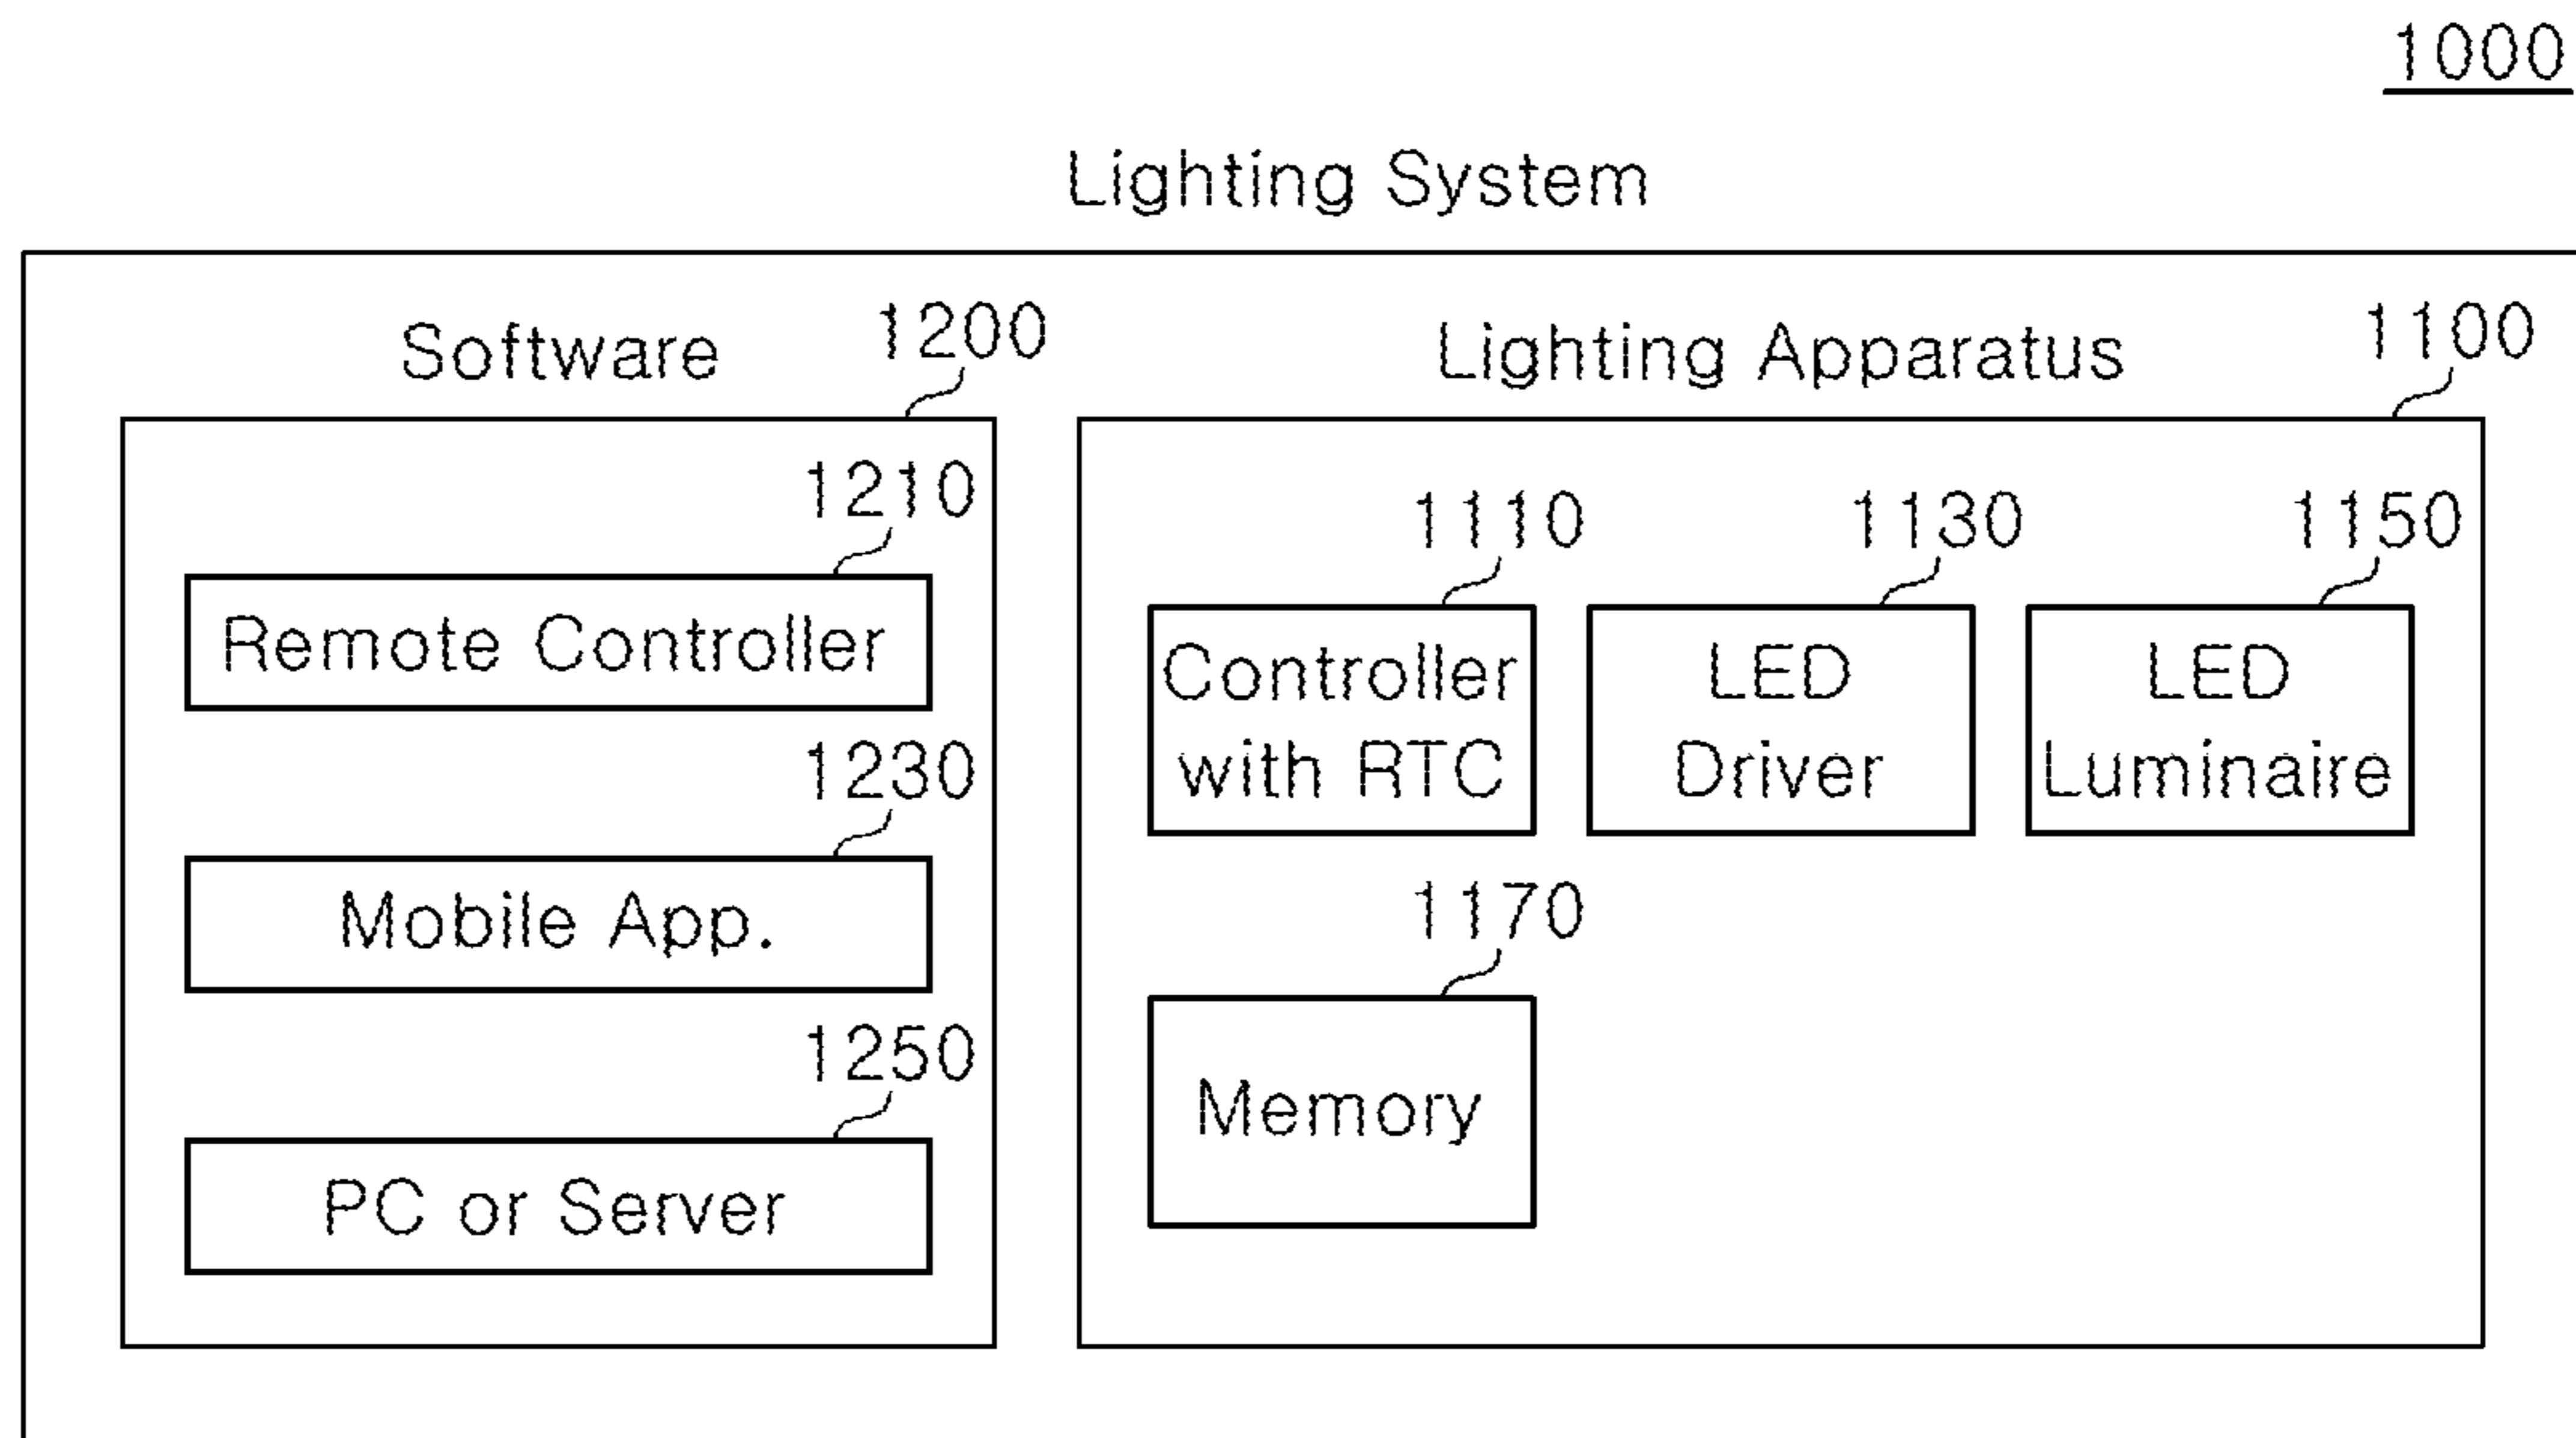 1000
Lighting System
Software
1200
Lighting Apparatus
1100
1210
Remote Controller
1230
Mobile App.
1250
PC or Server
1110
Controller
with RTC
1130
LED
Driver
1150
LED
Luminaire
1170
Memory